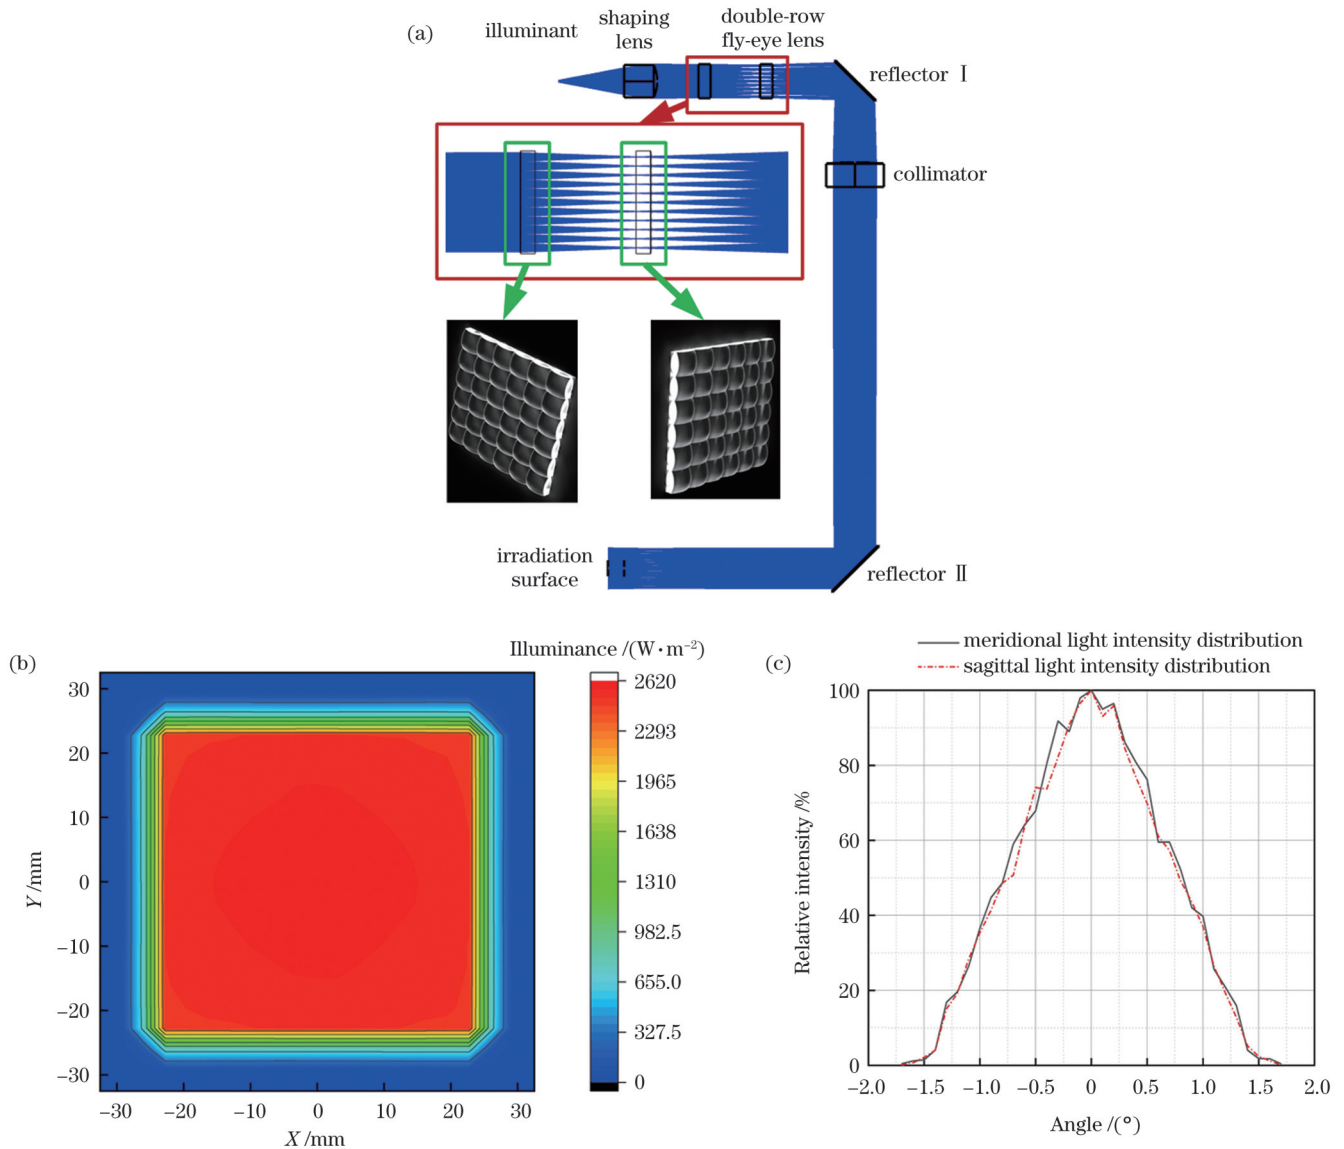 (a)
illuminant
shaping
lens
double-row
fly-eye lens
reflector Ⅰ
collimator
irradiation
surface
reflector Ⅱ
(b)
Illuminance /(W·m⁻²)
30
20
10
0
−10
−20
−30
Y /mm
−30
−20
−10
0
10
20
30
X /mm
2620
2293
1965
1638
1310
982.5
655.0
327.5
0
(c)
meridional light intensity distribution
sagittal light intensity distribution
100
80
60
40
20
0
Relative intensity /%
−2.0
−1.5
−1.0
−0.5
0
0.5
1.0
1.5
2.0
Angle /(°)